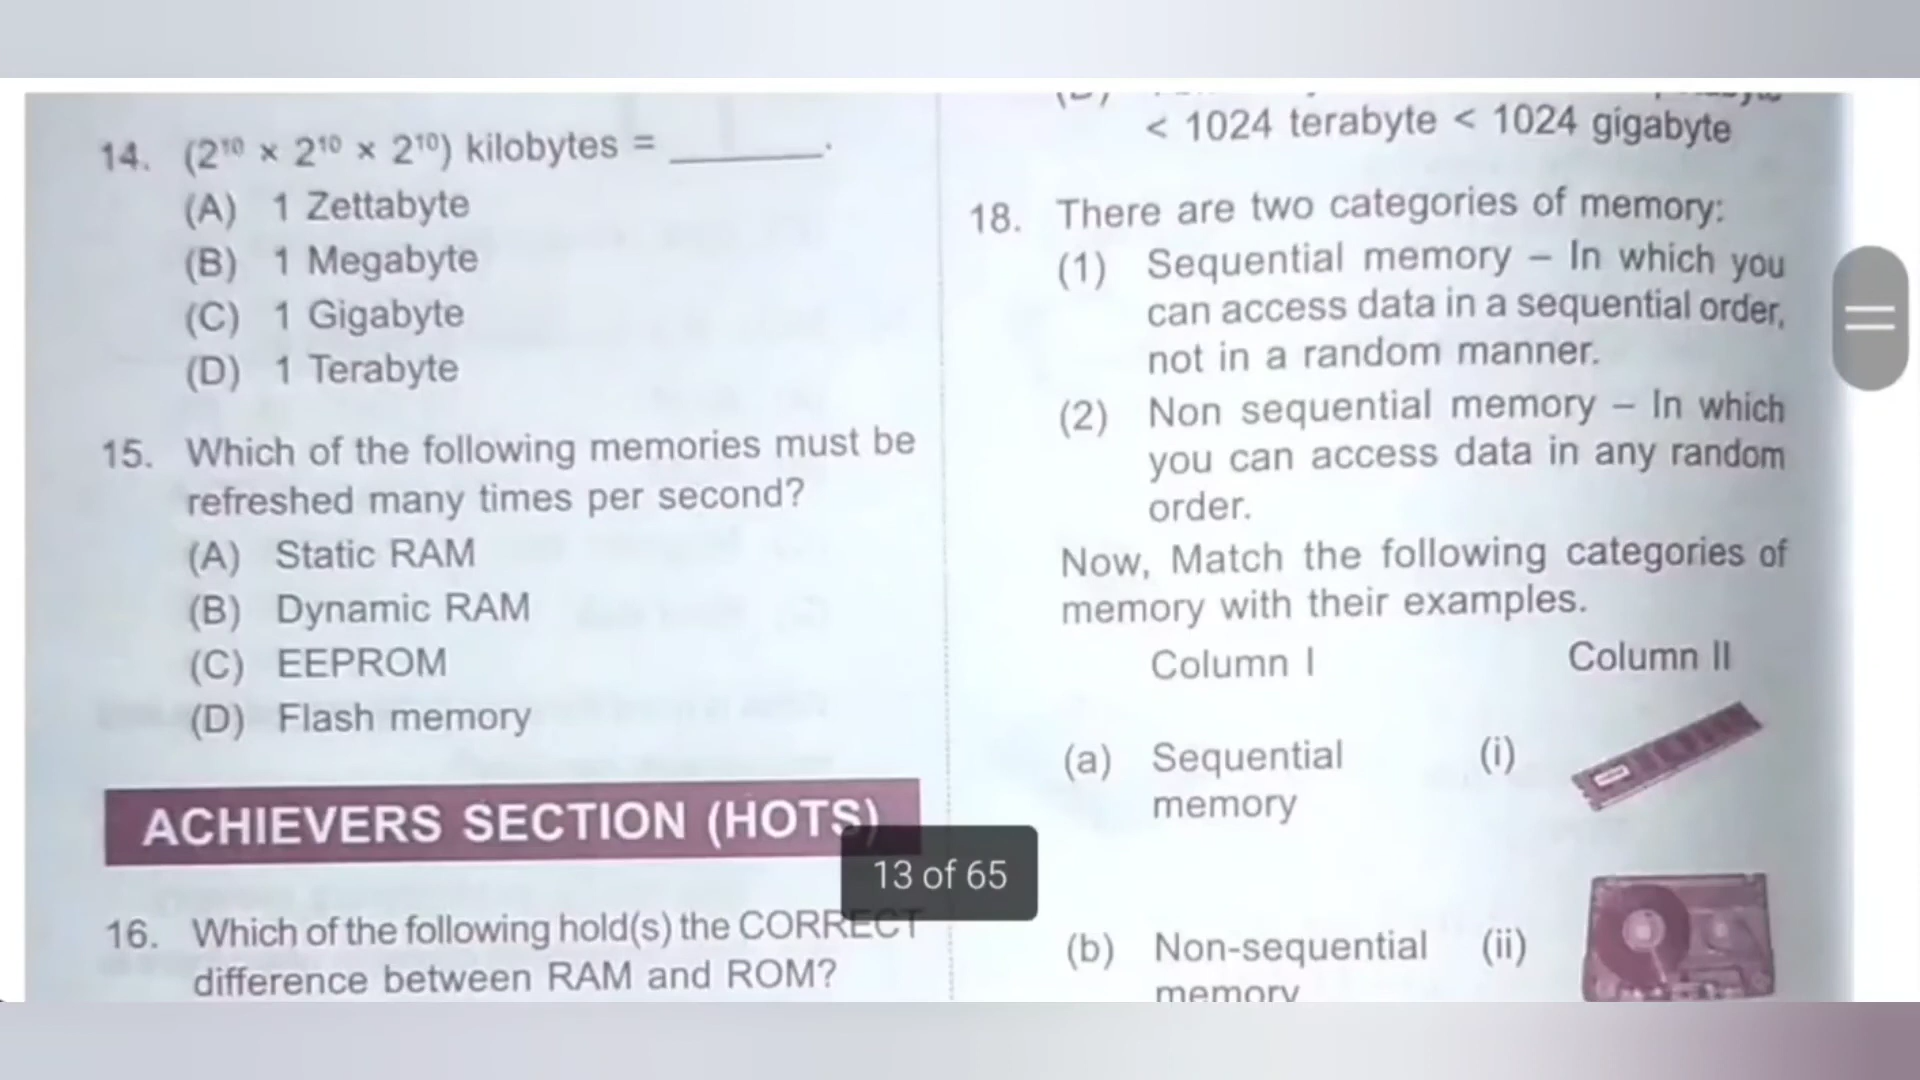 14. (2¹⁰ × 2¹⁰ × 2¹⁰) kilobytes = ________.
(A) 1 Zettabyte
(B) 1 Megabyte
(C) 1 Gigabyte
(D) 1 Terabyte
15. Which of the following memories must be
refreshed many times per second?
(A) Static RAM
(B) Dynamic RAM
(C) EEPROM
(D) Flash memory
ACHIEVERS SECTION (HOTS)
13 of 65
16. Which of the following hold(s) the CORRECT
difference between RAM and ROM?
< 1024 terabyte < 1024 gigabyte
18. There are two categories of memory:
(1) Sequential memory – In which you
can access data in a sequential order,
not in a random manner.
(2) Non sequential memory – In which
you can access data in any random
order.
Now, Match the following categories of
memory with their examples.
Column I Column II
(a) Sequential (i)
memory
(b) Non-sequential (ii)
memory